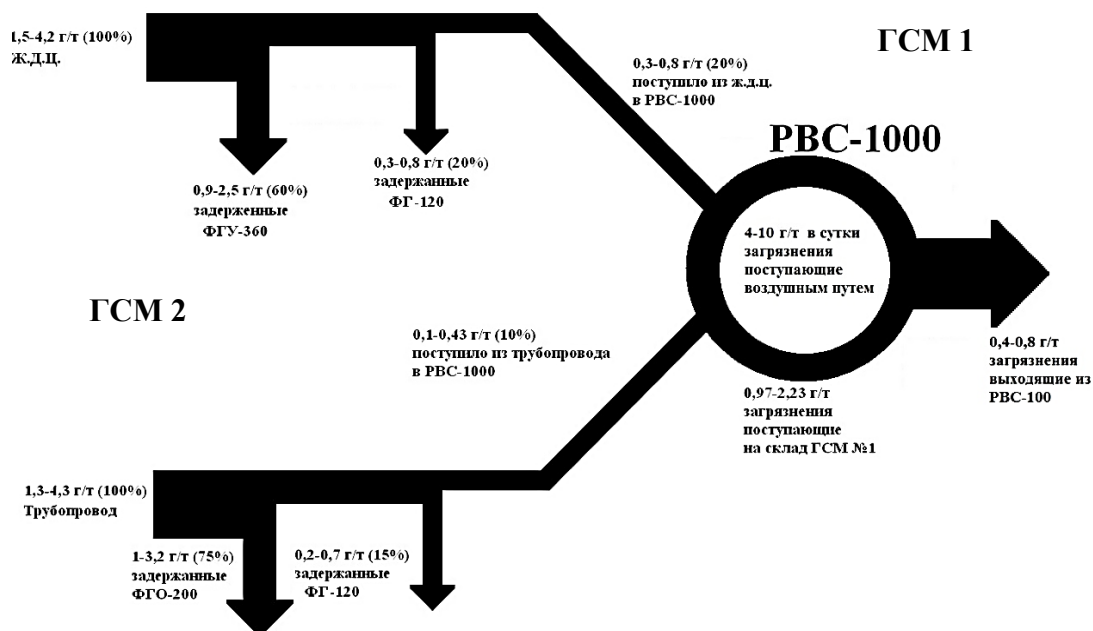 1,5-4,2 г/т (100%)
Ж.Д.Ц.
ГСМ 1
0,3-0,8 г/т (20%)
поступило из ж.д.ц.
в РВС-1000
РВС-1000
0,3-0,8 г/т (20%)
задержанные
ФГ-120
0,9-2,5 г/т (60%)
задерженные
ФГУ-360
4-10 г/т в сутки
загрязнения
поступающие
воздушным путем
ГСМ 2
0,1-0,43 г/т (10%)
поступило из трубопровода
в РВС-1000
0,4-0,8 г/т
загрязнения
выходящие из
РВС-100
0,97-2,23 г/т
загрязнения
поступающие
на склад ГСМ №1
1,3-4,3 г/т (100%)
Трубопровод
1-3,2 г/т (75%)
задержанные
ФГО-200
0,2-0,7 г/т (15%)
задержанные
ФГ-120